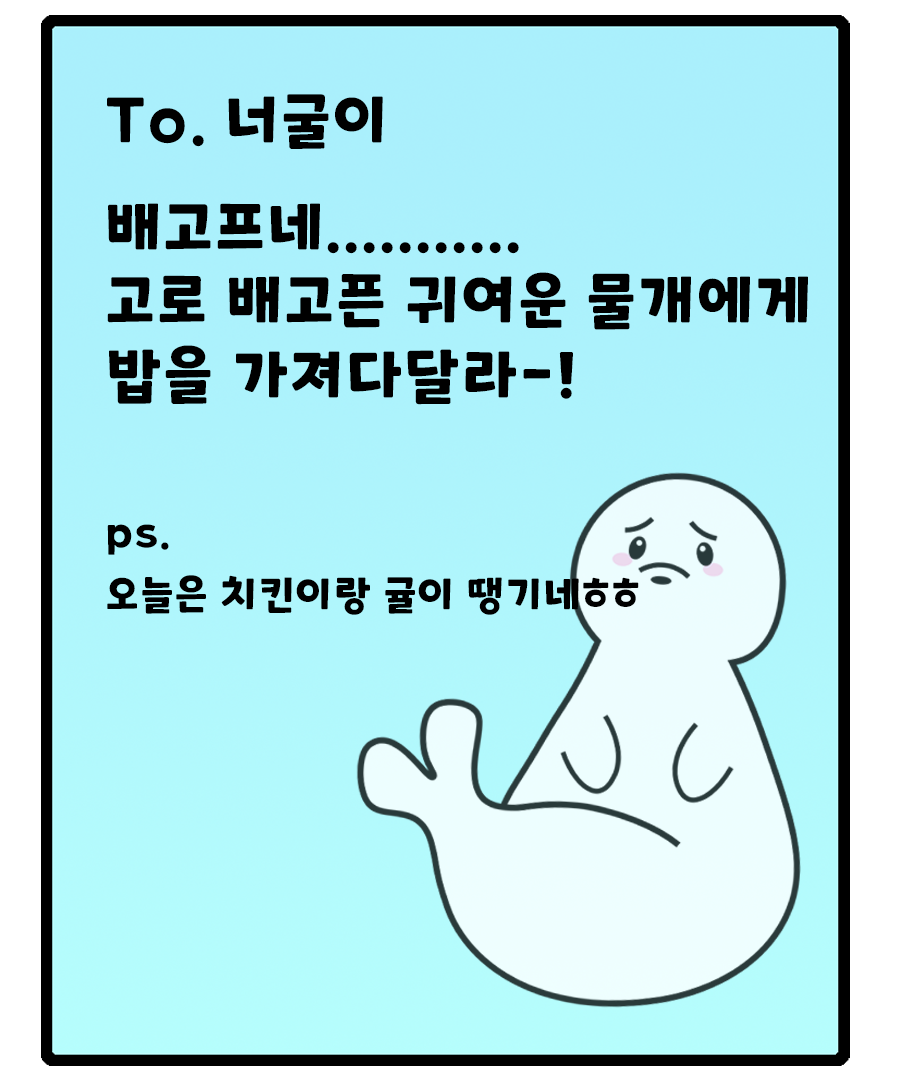 To. 너굴이
배고프네...........
고로 배고픈 귀여운 물개에게
밥을 가져다달라-!
ps.
오늘은 치킨이랑 귤이 땡기네ㅎㅎ